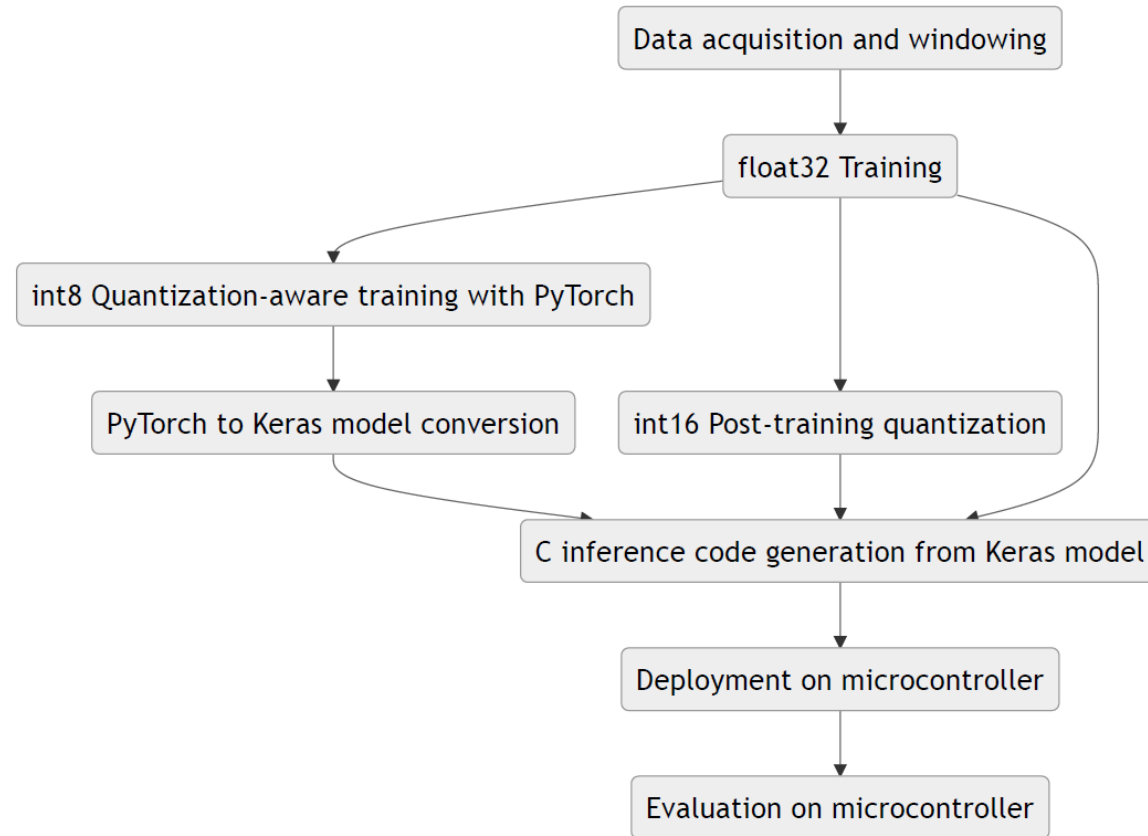 Data acquisition and windowing
float32 Training
int8 Quantization-aware training with PyTorch
PyTorch to Keras model conversion
int16 Post-training quantization
C inference code generation from Keras model
Deployment on microcontroller
Evaluation on microcontroller